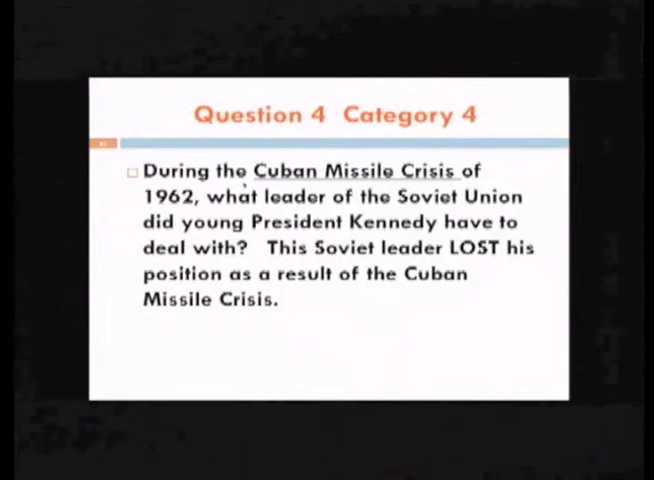 Question 4 Category 4
During the Cuban Missile Crisis of
1962, what leader of the Soviet Union
did young President Kennedy have to
deal with? This Soviet leader LOST his
position as a result of the Cuban
Missile Crisis.